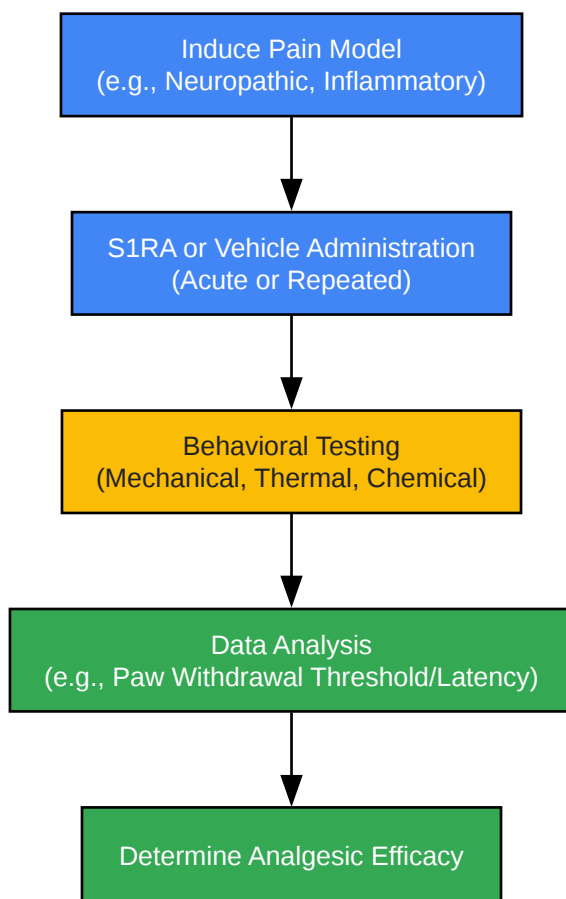 Induce Pain Model
(e.g., Neuropathic, Inflammatory)
S1RA or Vehicle Administration
(Acute or Repeated)
Behavioral Testing
(Mechanical, Thermal, Chemical)
Data Analysis
(e.g., Paw Withdrawal Threshold/Latency)
Determine Analgesic Efficacy